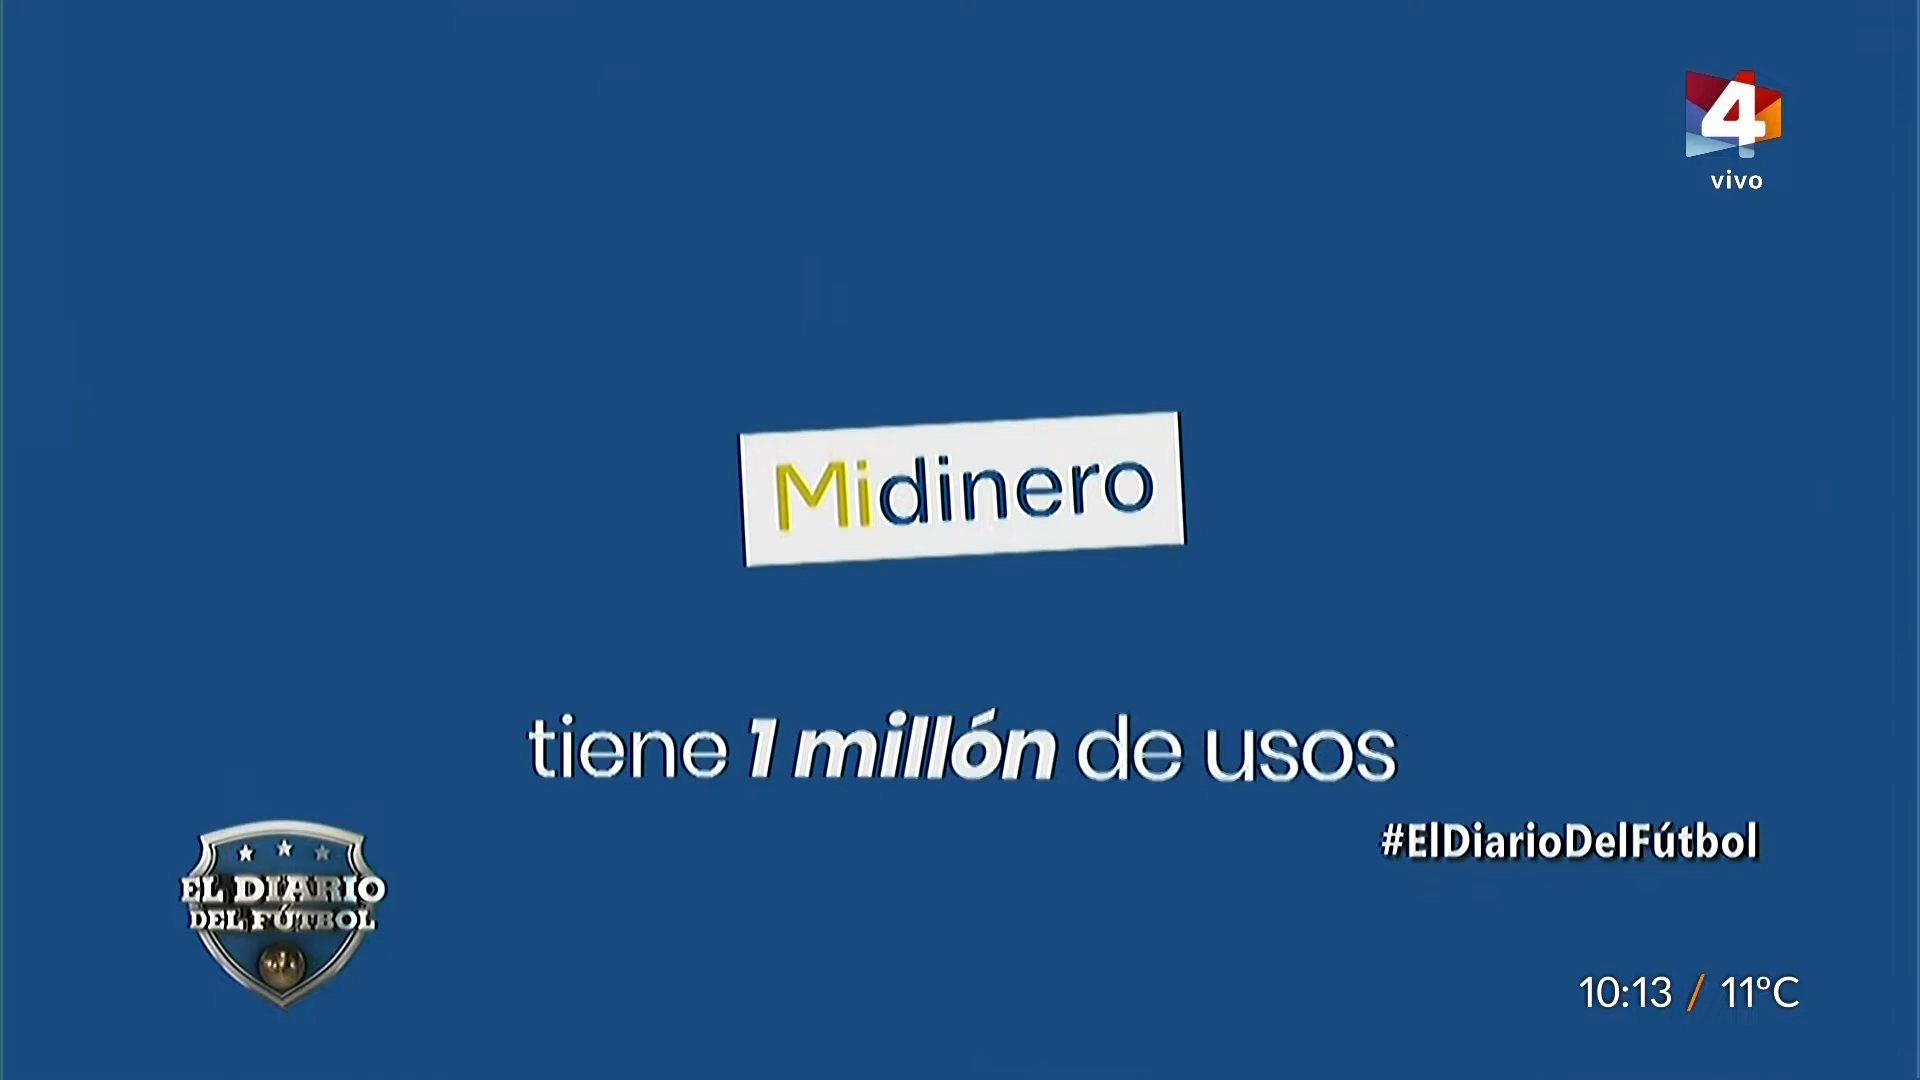 4
vivo
Midinero
tiene 1 millón de usos
#ElDiarioDelFútbol
EL DIARIO
DEL FÚTBOL
10:13 / 11°C